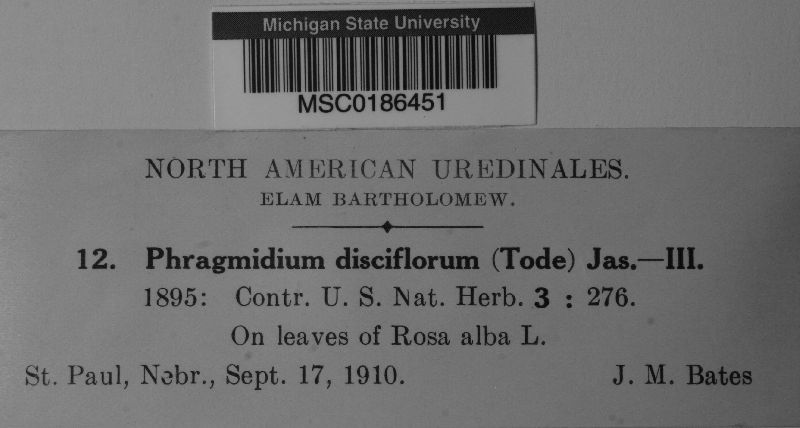 Michigan State University
MSC0186451
NORTH AMERICAN UREDINALES.
ELAM BARTHOLOMEW.
12. Phragmidium disciflorum (Tode) Jas.—III.
1895: Contr. U. S. Nat. Herb. 3 : 276.
On leaves of Rosa alba L.
St. Paul, Nebr., Sept. 17, 1910. J. M. Bates